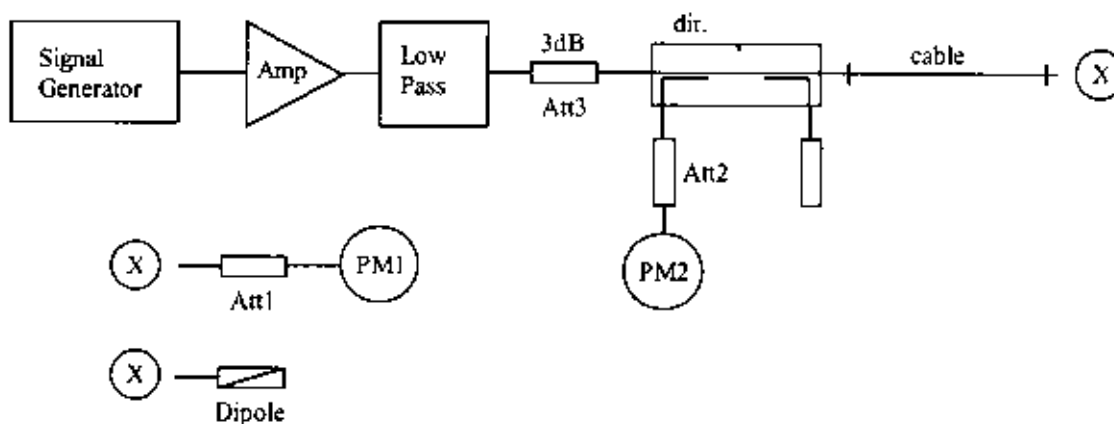 Signal
Generator
Amp
Low
Pass
3dB
Att3
dir.
cable
X
Att2
PM2
X
Att1
PM1
X
Dipole